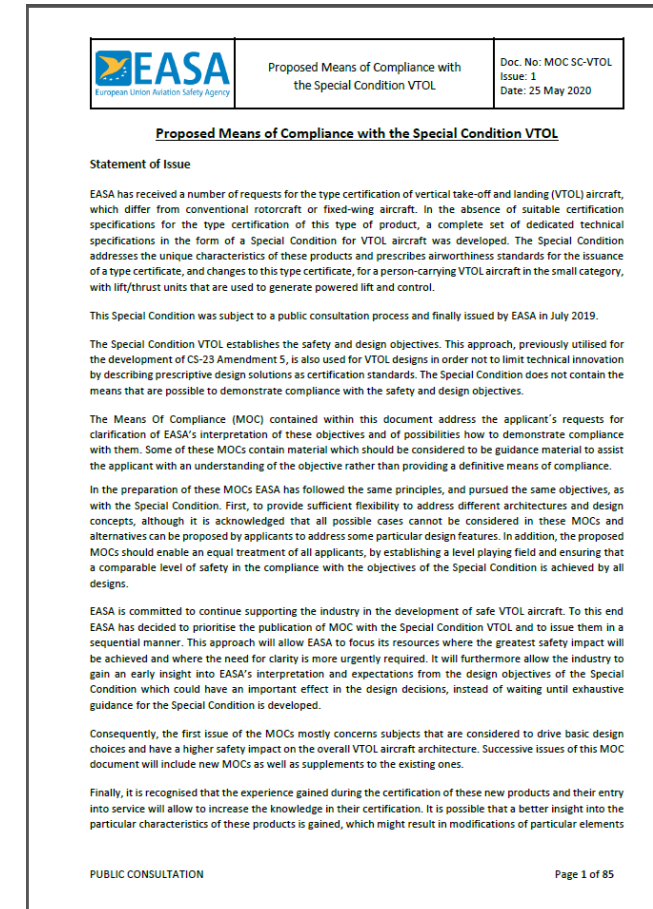 EASA
European Union Aviation Safety Agency
Proposed Means of Compliance with
the Special Condition VTOL
Doc. No: MOC SC-VTOL
Issue: 1
Date: 25 May 2020
Proposed Means of Compliance with the Special Condition VTOL
Statement of Issue
EASA has received a number of requests for the type certification of vertical take-off and landing (VTOL) aircraft,
which differ from conventional rotorcraft or fixed-wing aircraft. In the absence of suitable certification
specifications for the type certification of this type of product, a complete set of dedicated technical
specifications in the form of a Special Condition for VTOL aircraft was developed. The Special Condition
addresses the unique characteristics of these products and prescribes airworthiness standards for the issuance
of a type certificate, and changes to this type certificate, for a person-carrying VTOL aircraft in the small category,
with lift/thrust units that are used to generate powered lift and control.
This Special Condition was subject to a public consultation process and finally issued by EASA in July 2019.
The Special Condition VTOL establishes the safety and design objectives. This approach, previously utilised for
the development of CS-23 Amendment 5, is also used for VTOL designs in order not to limit technical innovation
by describing prescriptive design solutions as certification standards. The Special Condition does not contain the
means that are possible to demonstrate compliance with the safety and design objectives.
The Means Of Compliance (MOC) contained within this document address the applicant´s requests for
clarification of EASA’s interpretation of these objectives and of possibilities how to demonstrate compliance
with them. Some of these MOCs contain material which should be considered to be guidance material to assist
the applicant with an understanding of the objective rather than providing a definitive means of compliance.
In the preparation of these MOCs EASA has followed the same principles, and pursued the same objectives, as
with the Special Condition. First, to provide sufficient flexibility to address different architectures and design
concepts, although it is acknowledged that all possible cases cannot be considered in these MOCs and
alternatives can be proposed by applicants to address some particular design features. In addition, the proposed
MOCs should enable an equal treatment of all applicants, by establishing a level playing field and ensuring that
a comparable level of safety in the compliance with the objectives of the Special Condition is achieved by all
designs.
EASA is committed to continue supporting the industry in the development of safe VTOL aircraft. To this end
EASA has decided to prioritise the publication of MOC with the Special Condition VTOL and to issue them in a
sequential manner. This approach will allow EASA to focus its resources where the greatest safety impact will
be achieved and where the need for clarity is more urgently required. It will furthermore allow the industry to
gain an early insight into EASA’s interpretation and expectations from the design objectives of the Special
Condition which could have an important effect in the design decisions, instead of waiting until exhaustive
guidance for the Special Condition is developed.
Consequently, the first issue of the MOCs mostly concerns subjects that are considered to drive basic design
choices and have a higher safety impact on the overall VTOL aircraft architecture. Successive issues of this MOC
document will include new MOCs as well as supplements to the existing ones.
Finally, it is recognised that the experience gained during the certification of these new products and their entry
into service will allow to increase the knowledge in their certification. It is possible that a better insight into the
particular characteristics of these products is gained, which might result in modifications of particular elements
PUBLIC CONSULTATION
Page 1 of 85